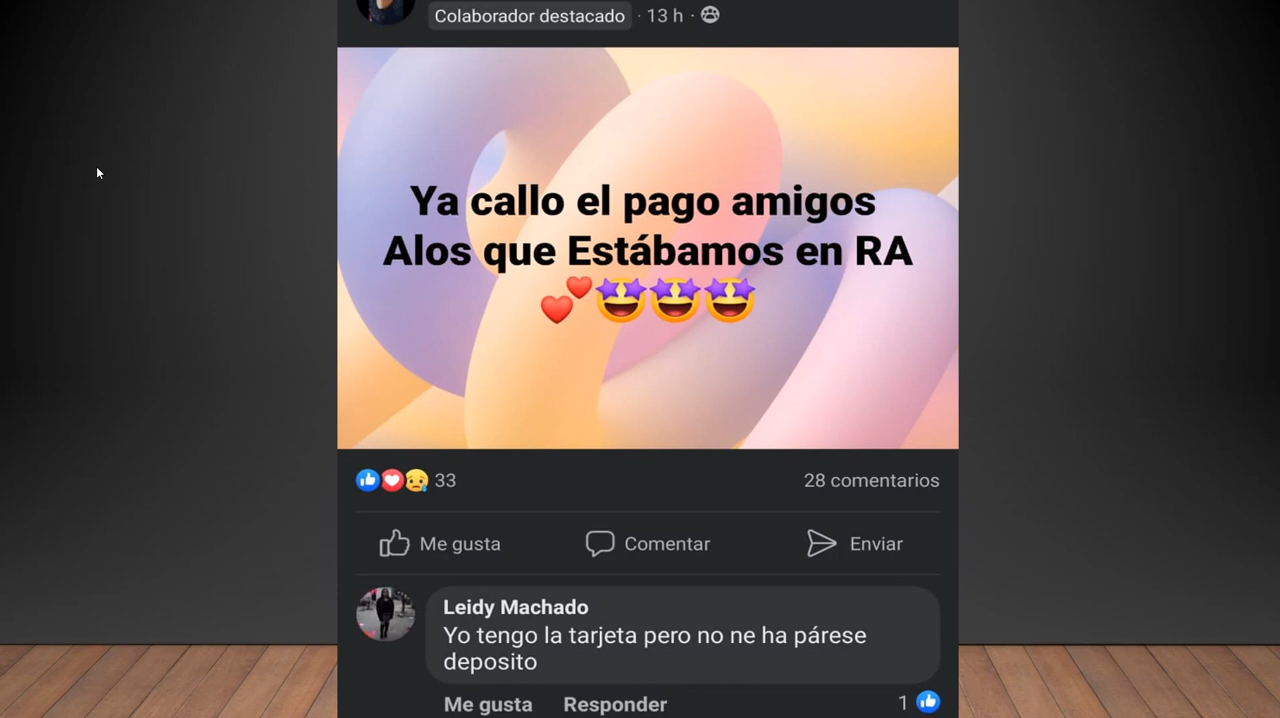 Colaborador destacado · 13 h ·
Ya callo el pago amigos
Alos que Estábamos en RA
💕🤩🤩🤩
33
28 comentarios
Me gusta
Comentar
Enviar
Leidy Machado
Yo tengo la tarjeta pero no ne ha párese
deposito
Me gusta
Responder
1